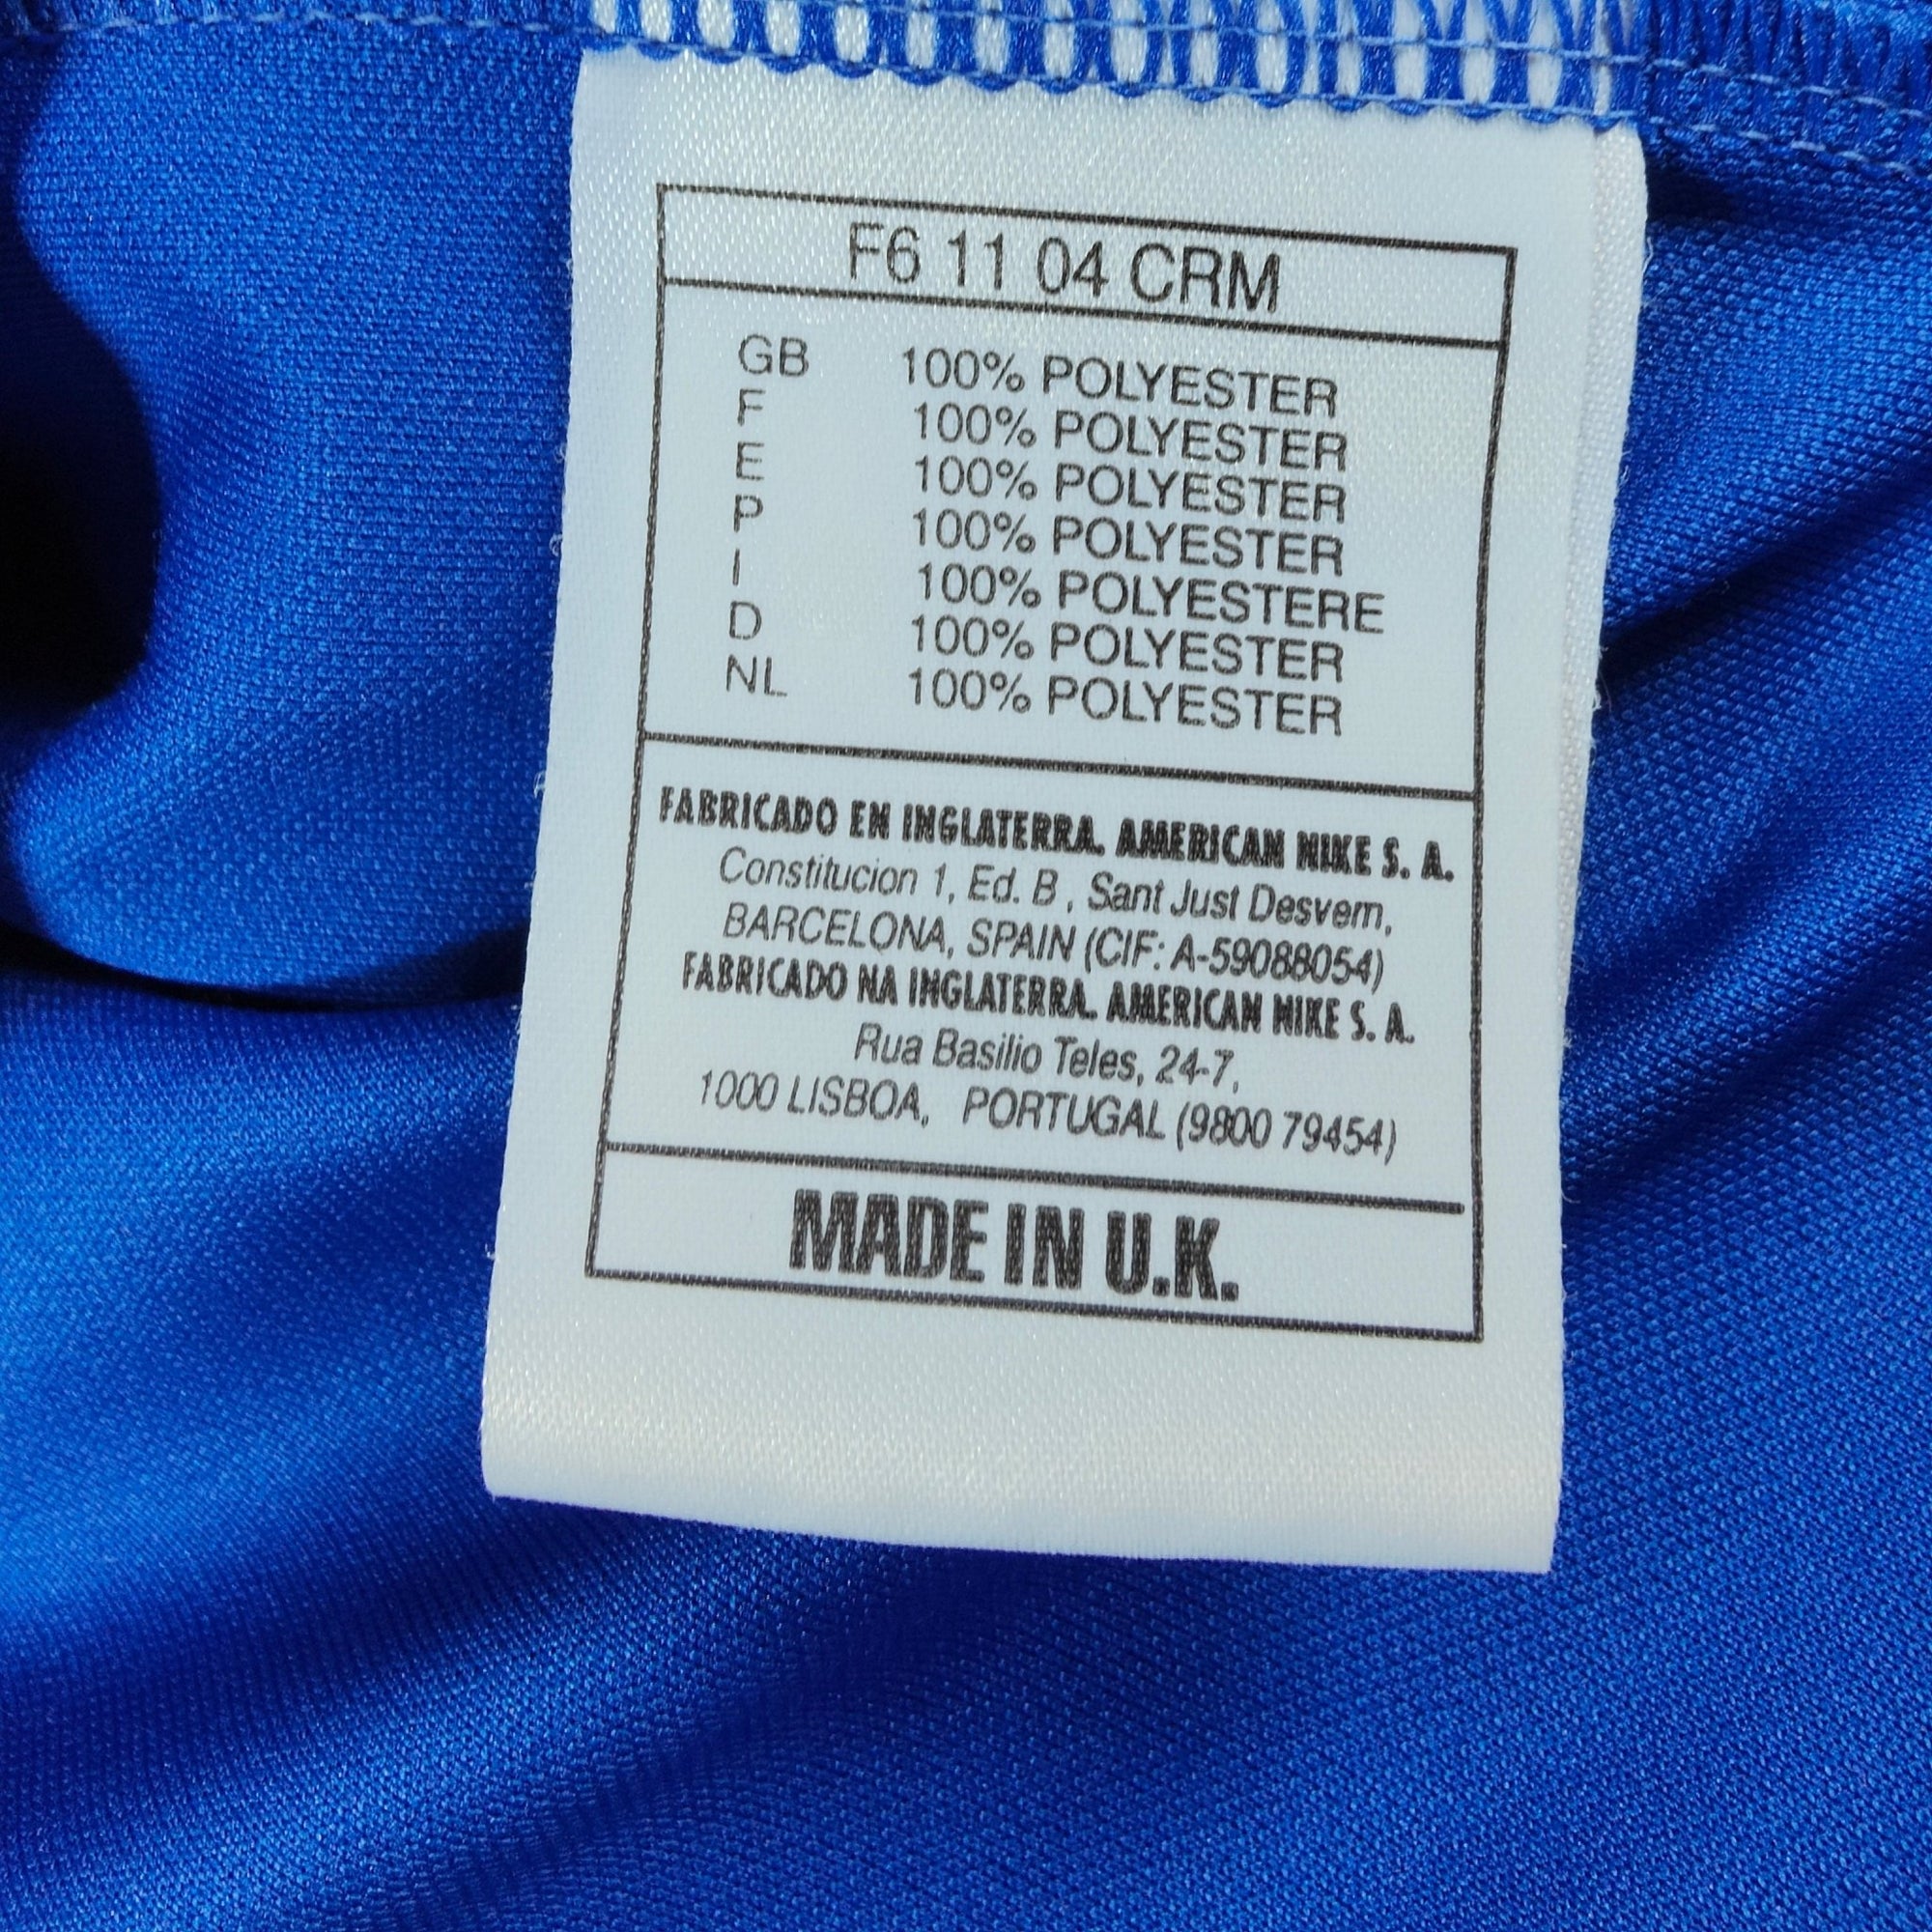 F6 11 04 CRM
GB 100% POLYESTER
F 100% POLYESTER
E 100% POLYESTER
P 100% POLYESTER
I 100% POLYESTERE
D 100% POLYESTER
NL 100% POLYESTER
FABRICADO EN INGLATERRA. AMERICAN NIKE S. A.
Constitucion 1, Ed. B , Sant Just Desvern,
BARCELONA, SPAIN (CIF: A-59088054)
FABRICADO NA INGLATERRA. AMERICAN NIKE S. A.
Rua Basilio Teles, 24-7,
1000 LISBOA, PORTUGAL (9800 79454)
MADE IN U.K.